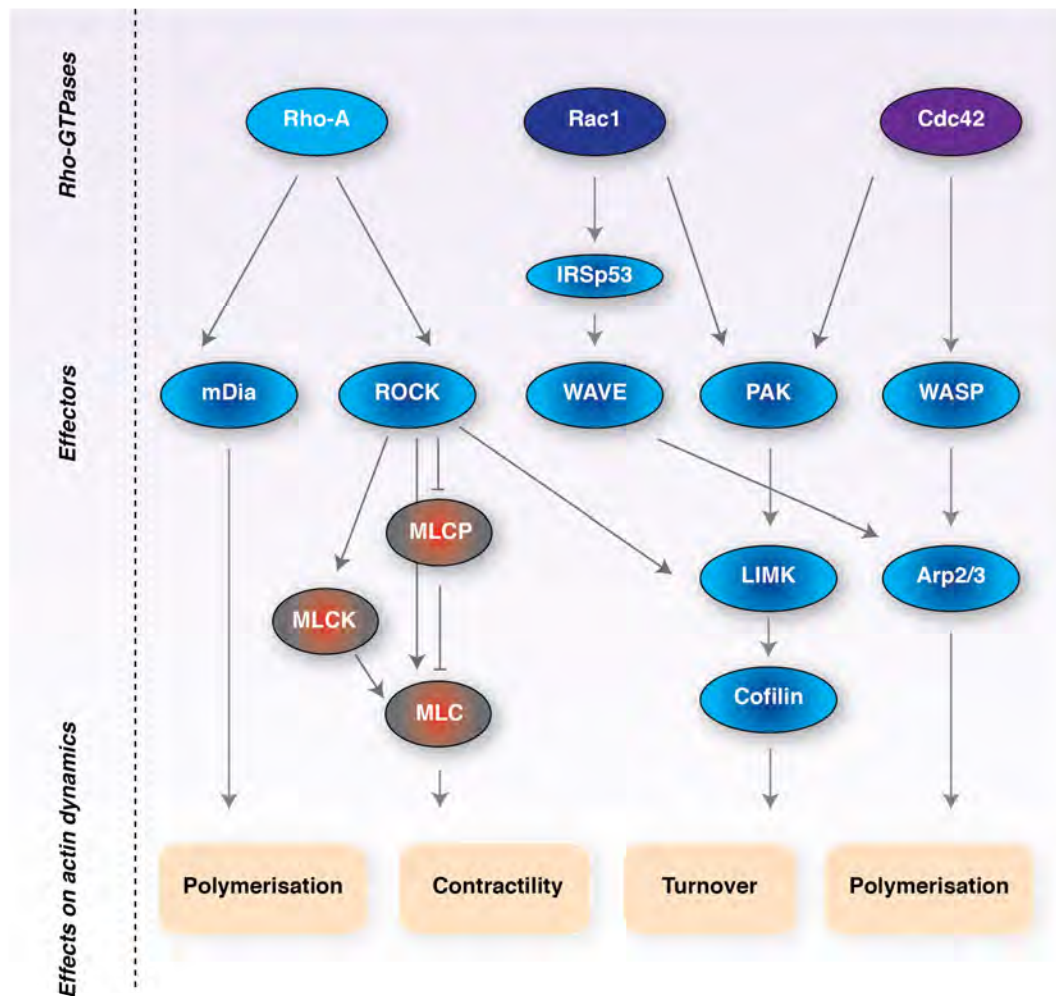 Rho-GTPases
Rho-A
Rac1
Cdc42
IRSp53
Effectors
mDia
ROCK
WAVE
PAK
WASP
MLCP
LIMK
Arp2/3
MLCK
Cofilin
MLC
Effects on actin dynamics
Polymerisation
Contractility
Turnover
Polymerisation